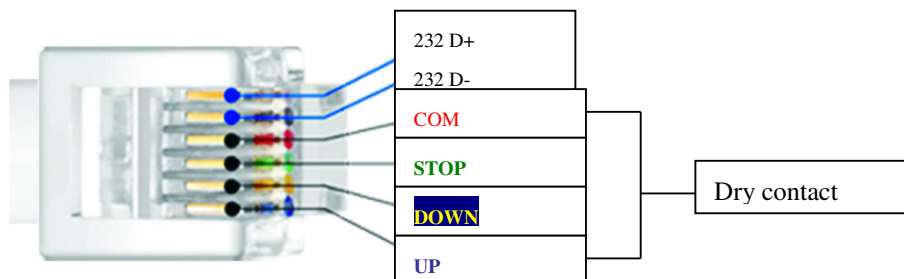 232 D+
232 D-
COM
STOP
DOWN
UP
Dry contact